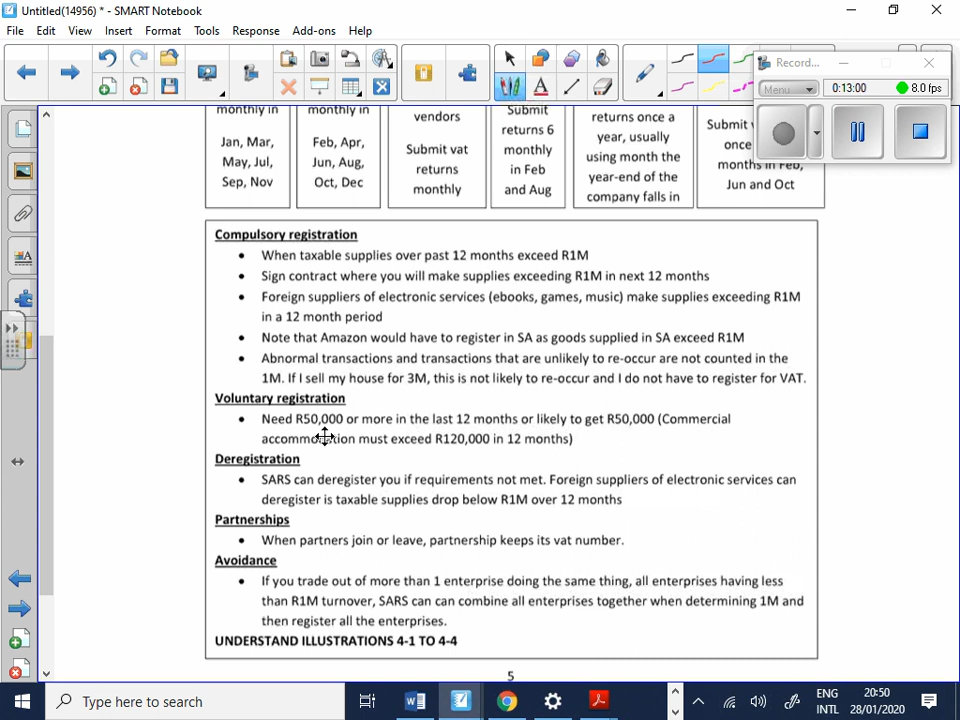 Untitled(14956) * - SMART Notebook
File Edit View Insert Format Tools Response Add-ons Help
Record...
Menu
0:13:00
8.0 fps
monthly in
Jan, Mar,
May, Jul,
Sep, Nov
monthly in
Feb, Apr,
Jun, Aug,
Oct, Dec
vendors
Submit vat
returns
monthly
Submit
returns 6
monthly
in Feb
and Aug
returns once a
year, usually
using month the
year-end of the
company falls in
Submit
once
months in Feb,
Jun and Oct
Compulsory registration
• When taxable supplies over past 12 months exceed R1M
• Sign contract where you will make supplies exceeding R1M in next 12 months
• Foreign suppliers of electronic services (ebooks, games, music) make supplies exceeding R1M
in a 12 month period
• Note that Amazon would have to register in SA as goods supplied in SA exceed R1M
• Abnormal transactions and transactions that are unlikely to re-occur are not counted in the
1M. If I sell my house for 3M, this is not likely to re-occur and I do not have to register for VAT.
Voluntary registration
• Need R50,000 or more in the last 12 months or likely to get R50,000 (Commercial
accommodation must exceed R120,000 in 12 months)
Deregistration
• SARS can deregister you if requirements not met. Foreign suppliers of electronic services can
deregister is taxable supplies drop below R1M over 12 months
Partnerships
• When partners join or leave, partnership keeps its vat number.
Avoidance
• If you trade out of more than 1 enterprise doing the same thing, all enterprises having less
than R1M turnover, SARS can can combine all enterprises together when determining 1M and
then register all the enterprises.
UNDERSTAND ILLUSTRATIONS 4-1 TO 4-4
5
Type here to search
ENG
INTL
20:50
28/01/2020